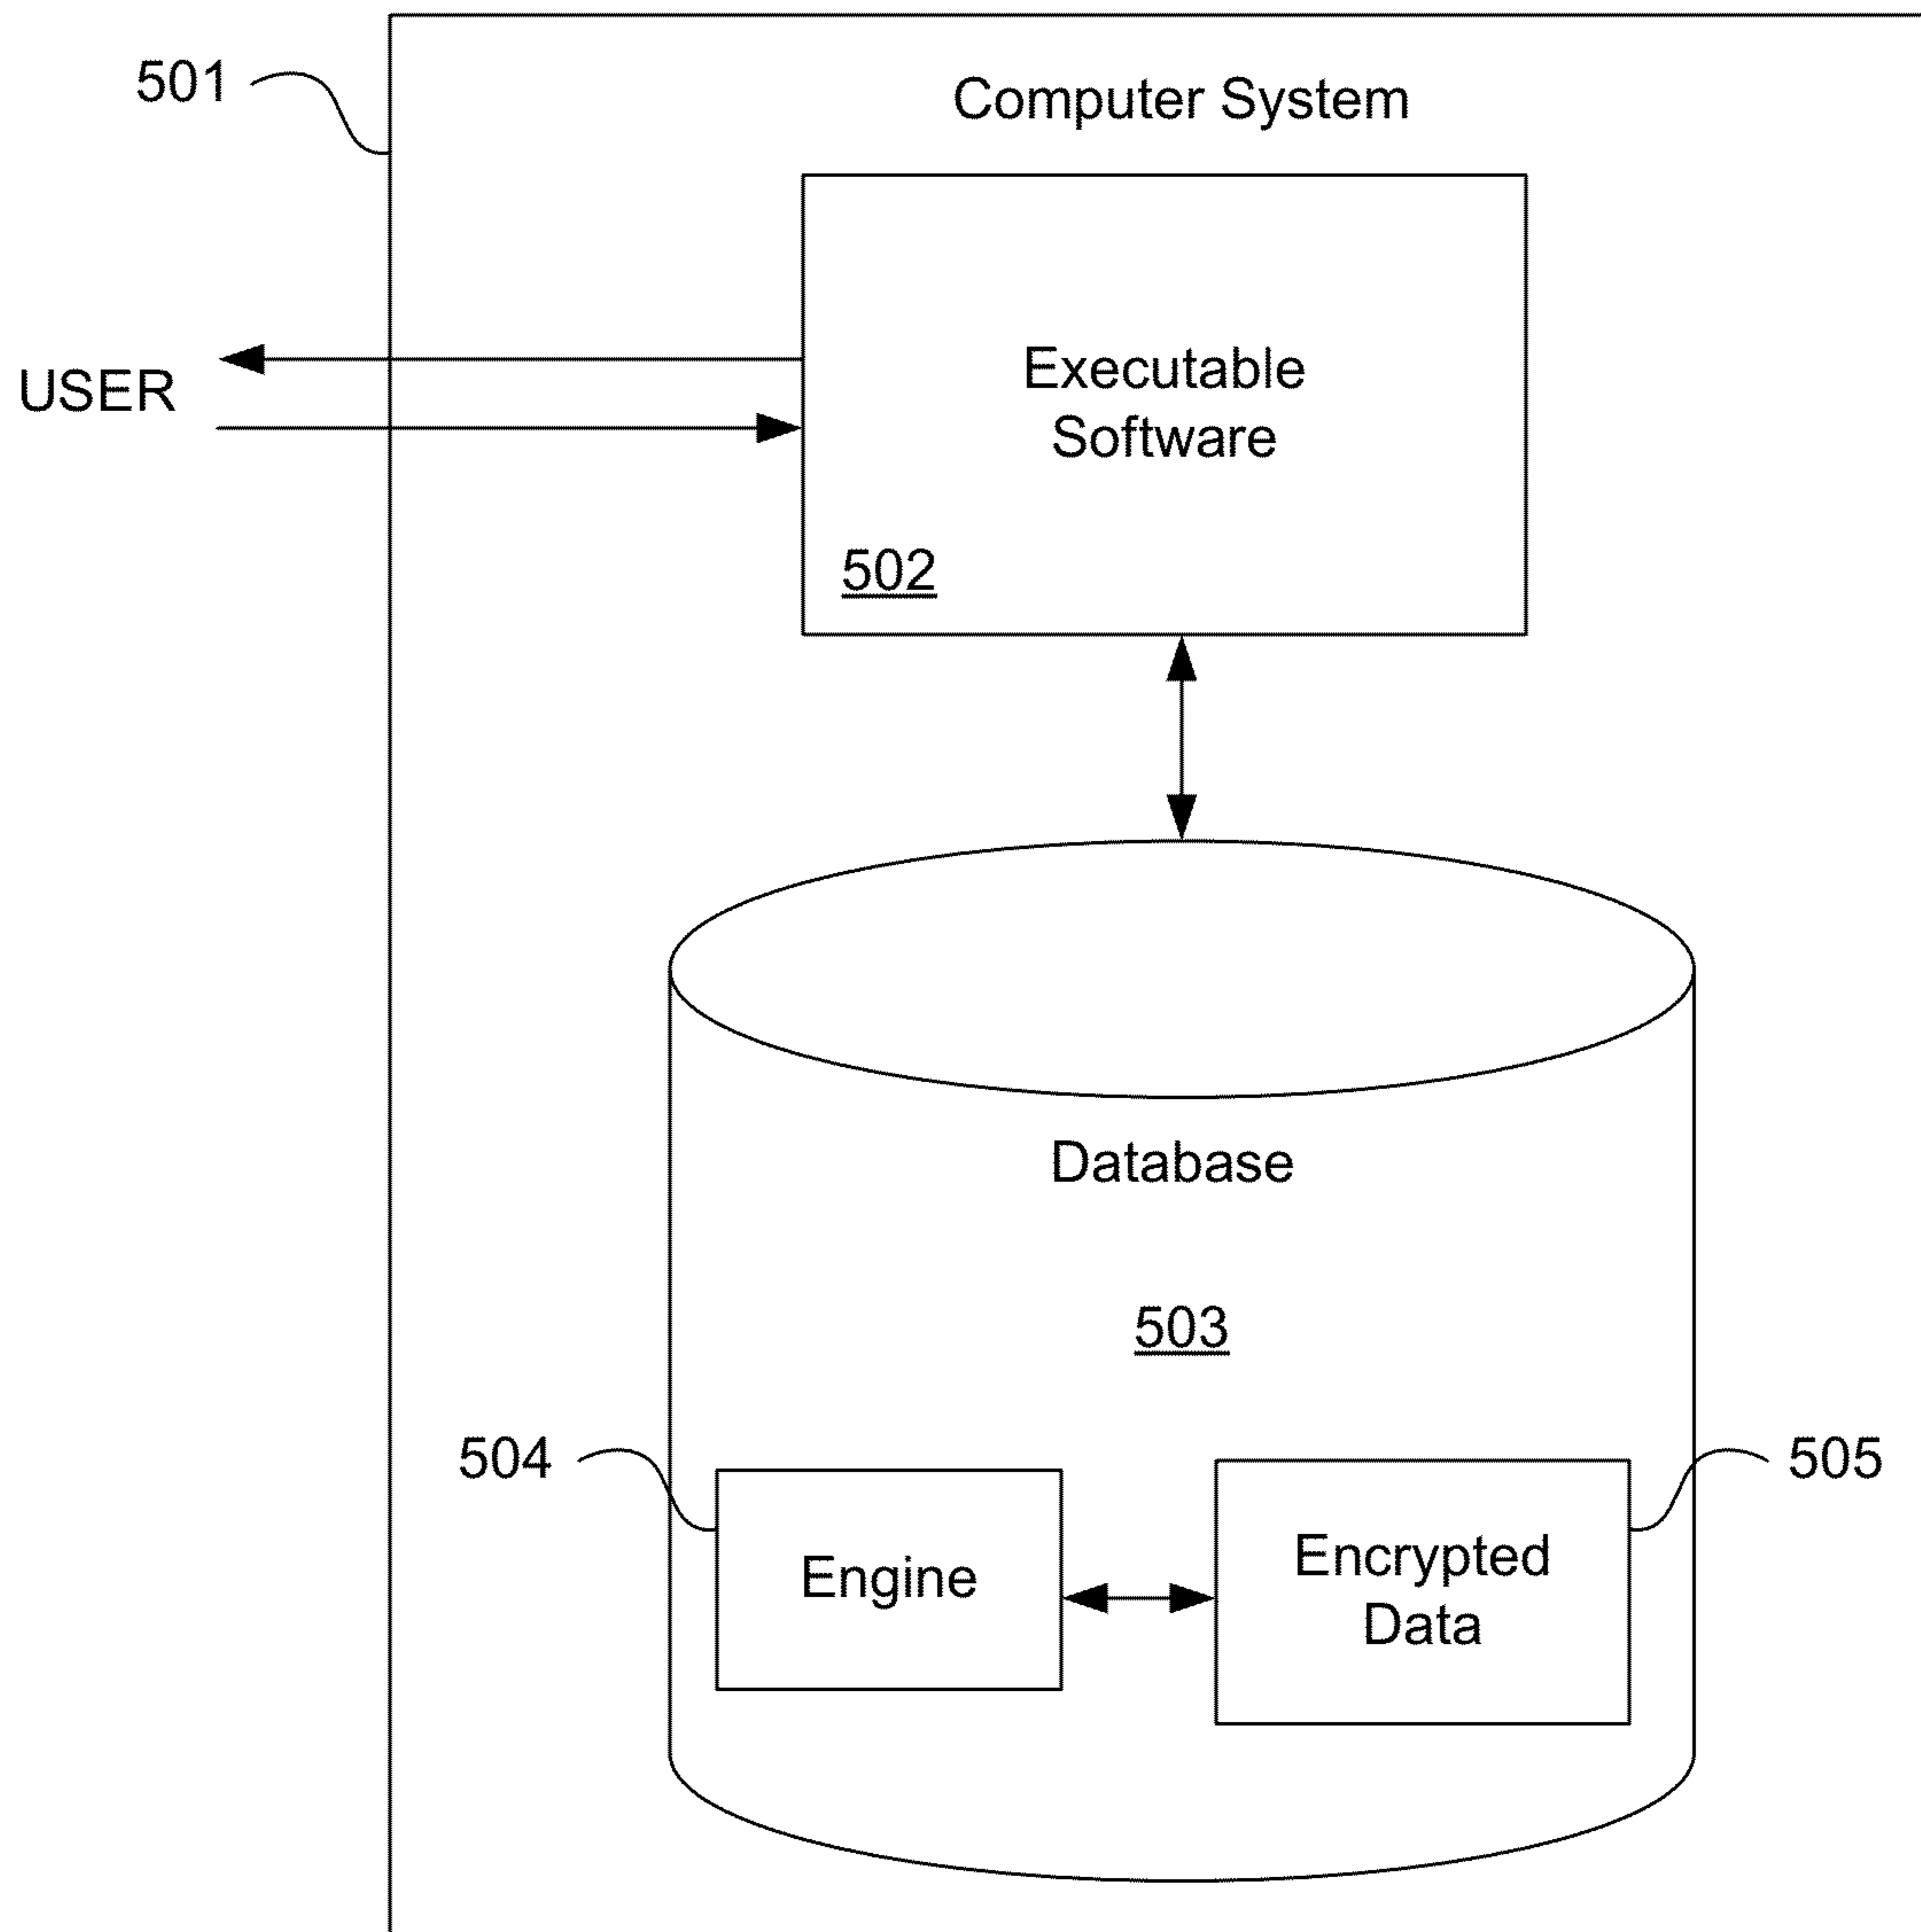 501
Computer System
USER
Executable
Software
502
Database
503
504
505
Engine
Encrypted
Data